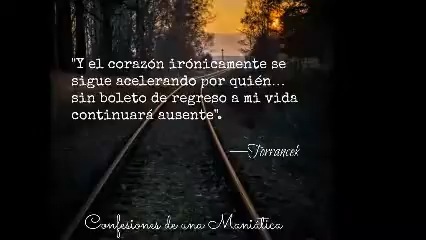 "Y el corazón irónicamente se
sigue acelerando por quién...
sin boleto de regreso a mi vida
continuará ausente".
—Torrancek
Confesiones de una Maniática